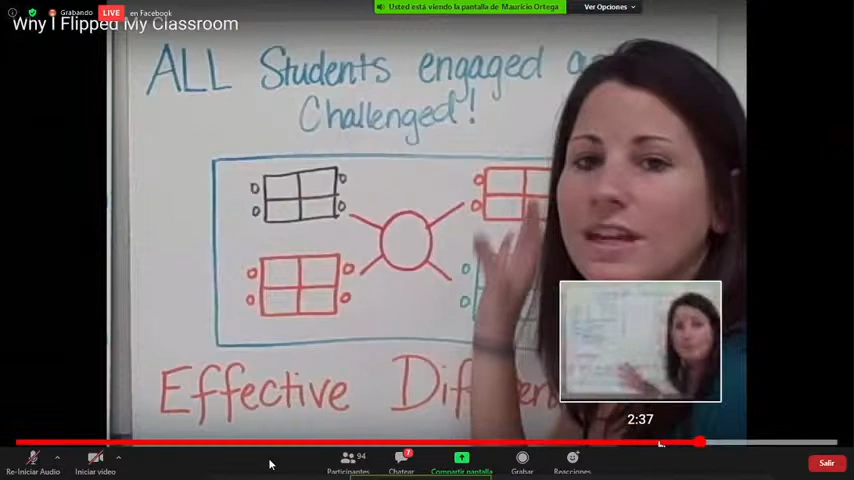 Grabando
LIVE
en Facebook
Usted está viendo la pantalla de Mauricio Ortega
Ver Opciones
Why I Flipped My Classroom
ALL Students engaged
Challenged!
Effective
2:37
Re-Iniciar Audio
Iniciar video
94
Participantes
7
Chatear
Compartir pantalla
Grabar
Reacciones
Salir